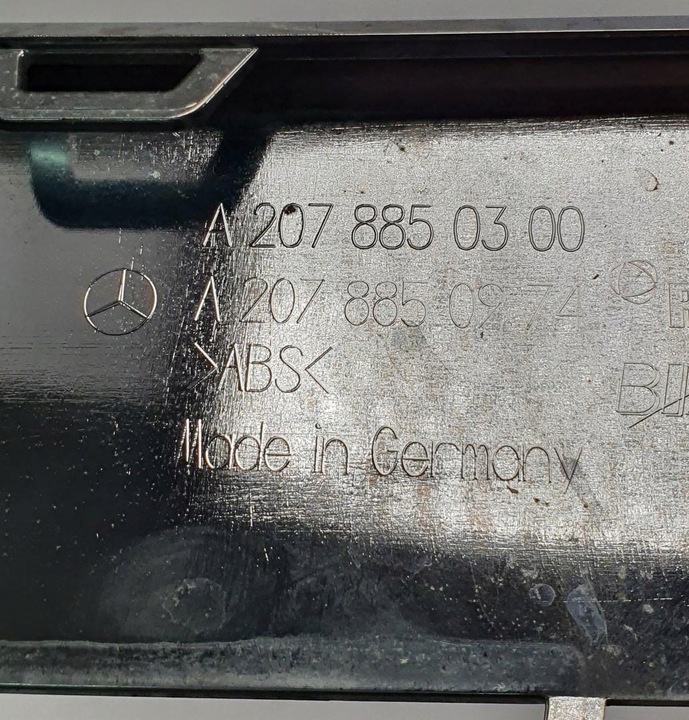 A 207 885 03 00
A 207 885 09 74
>ABS<
Made in Germany